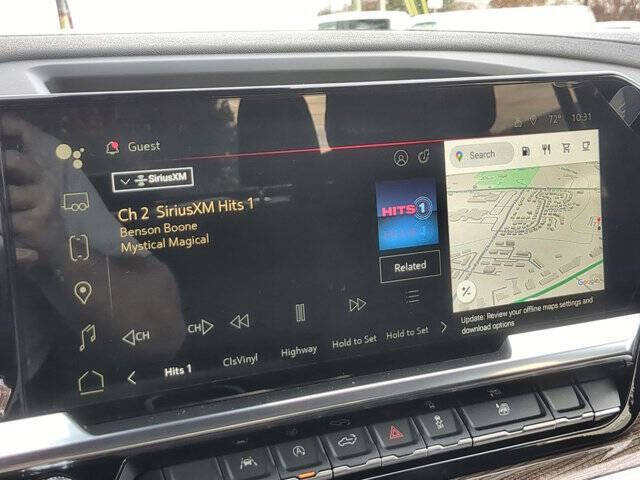 Guest
72° 10:31
SiriusXM
Ch 2 SiriusXM Hits 1
Benson Boone
Mystical Magical
HITS 1
Related
Search
Google
Update: Review your offline maps settings and
download options
CH
CH
Hits 1
ClsVinyl
Highway
Hold to Set
Hold to Set